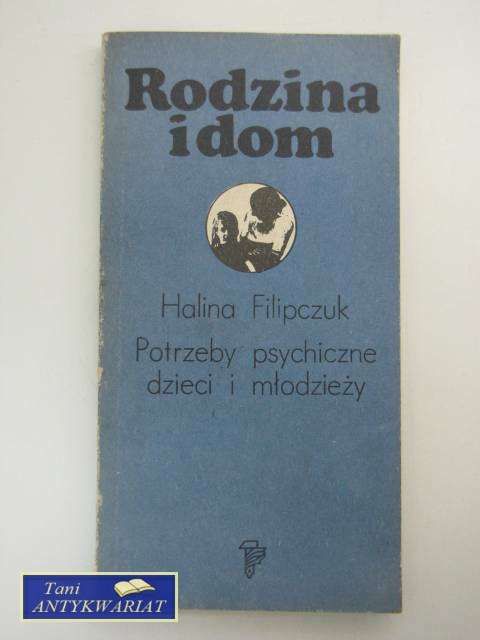 Rodzina
i dom
Halina Filipczuk
Potrzeby psychiczne
dzieci i młodzieży
Tani
ANTYKWARIAT